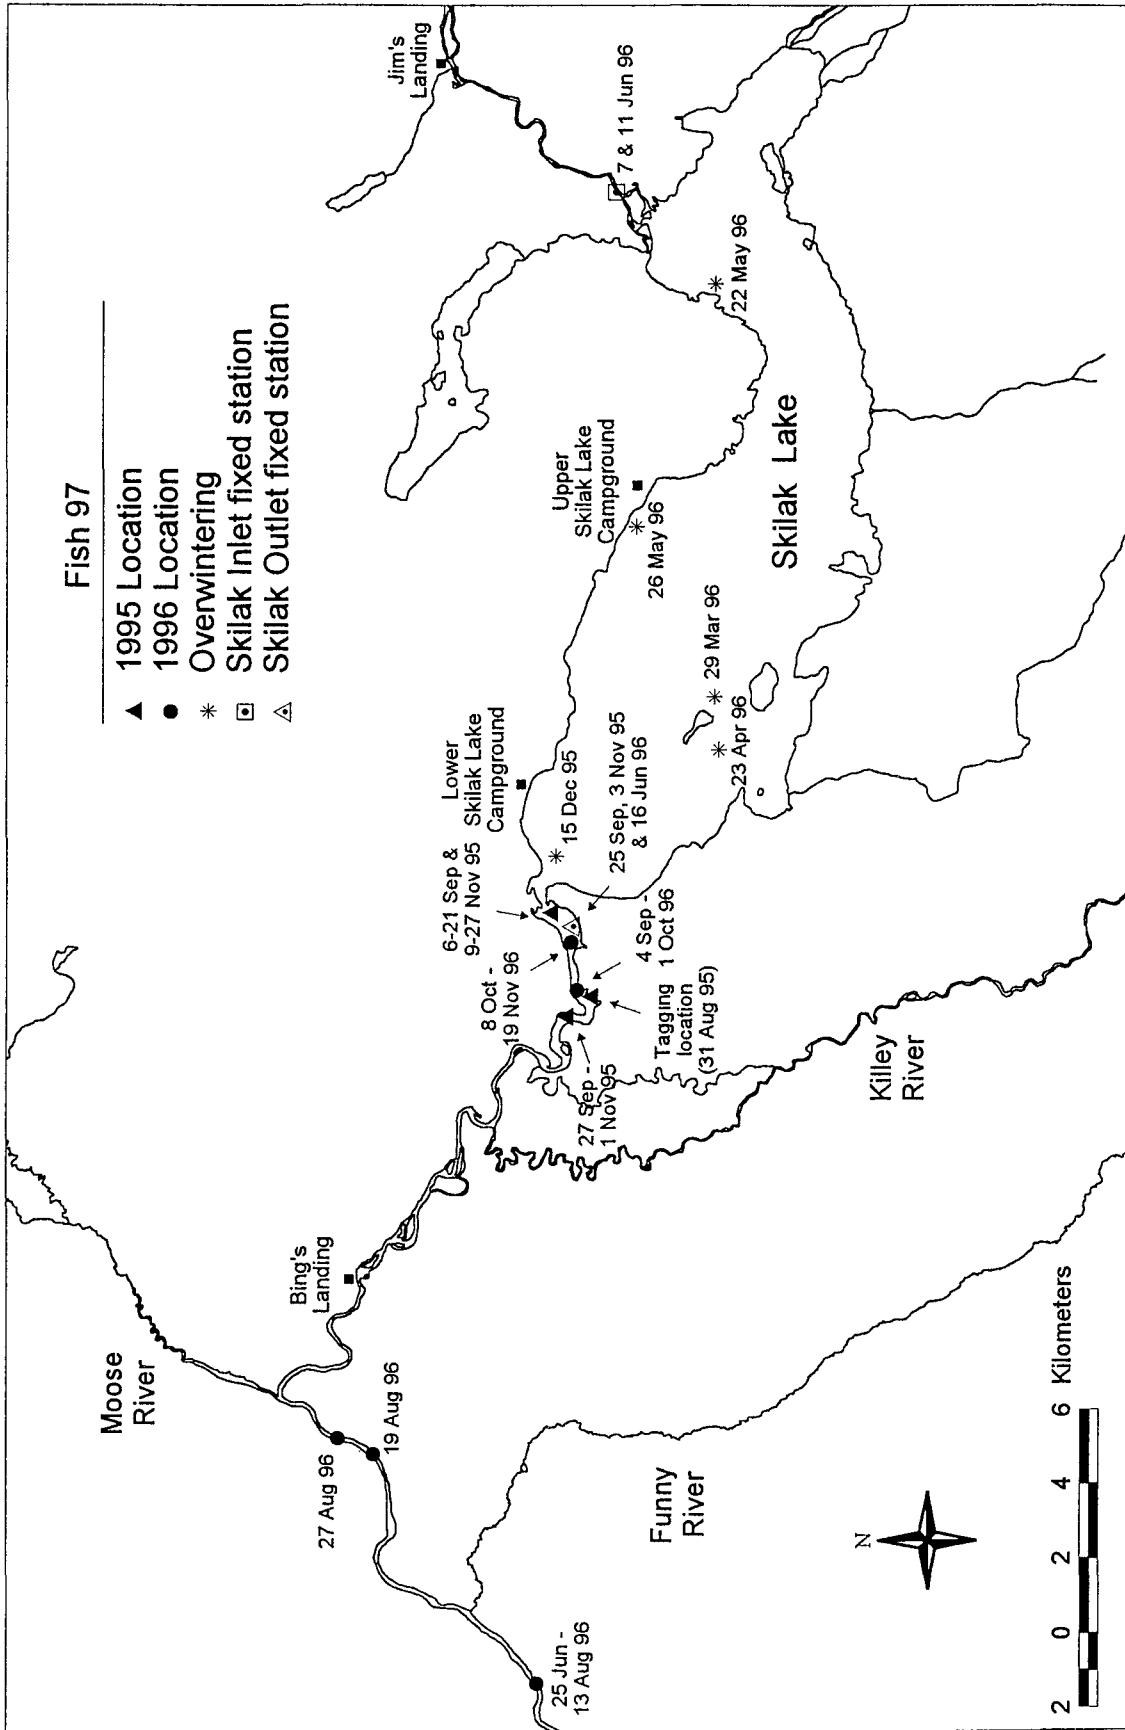 Fish 97
1995 Location
1996 Location
Overwintering
Skilak Inlet fixed station
Skilak Outlet fixed station
Jim's
Landing
7 & 11 Jun 96
22 May 96
Upper
Skilak Lake
Campground
26 May 96
Skilak Lake
29 Mar 96
23 Apr 96
Lower
Skilak Lake
Campground
15 Dec 95
25 Sep, 3 Nov 95
& 16 Jun 96
6-21 Sep &
9-27 Nov 95
8 Oct -
19 Nov 96
4 Sep -
1 Oct 96
Tagging
location
(31 Aug 95)
27 Sep -
1 Nov 95
Killey
River
Bing's
Landing
Moose
River
27 Aug 96
19 Aug 96
Funny
River
25 Jun -
13 Aug 96
N
2 0 2 4 6 Kilometers